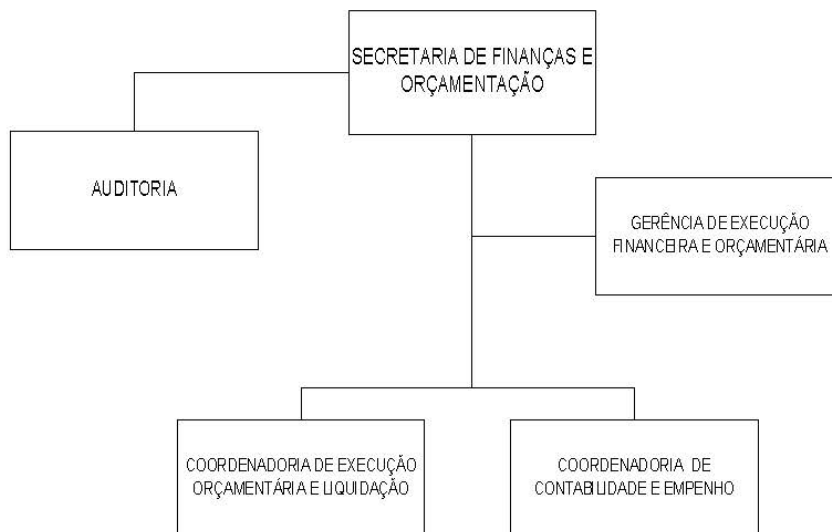 SECRETARIA DE FINANÇAS E
ORÇAMENTAÇÃO
AUDITORIA
GERÊNCIA DE EXECUÇÃO
FINANCEIRA E ORÇAMENTÁRIA
COORDENADORIA DE EXECUÇÃO
ORÇAMENTÁRIA E LIQUIDAÇÃO
COORDENADORIA DE
CONTABILIDADE E EMPENHO